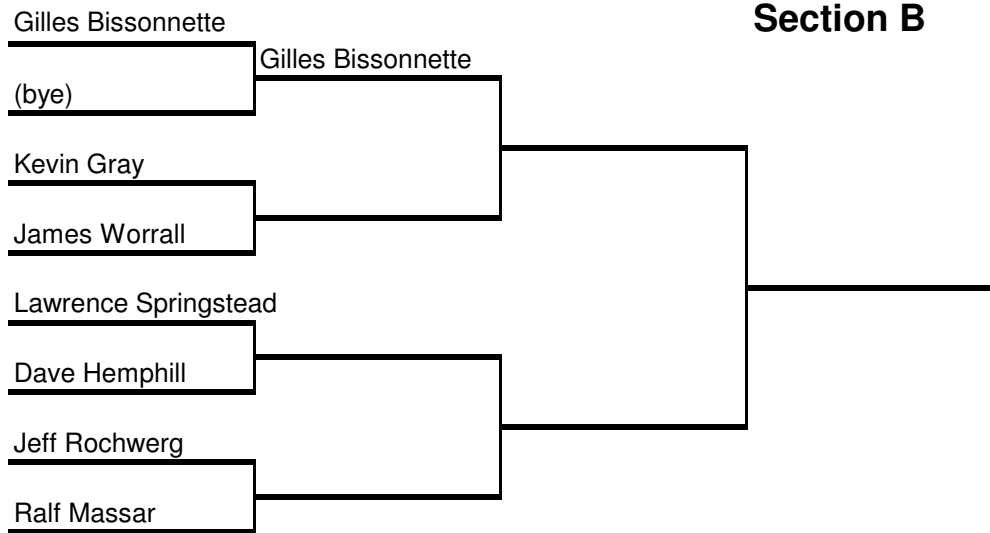 Section B
Gilles Bissonnette
Gilles Bissonnette
(bye)
Kevin Gray
James Worrall
Lawrence Springstead
Dave Hemphill
Jeff Rochwerg
Ralf Massar